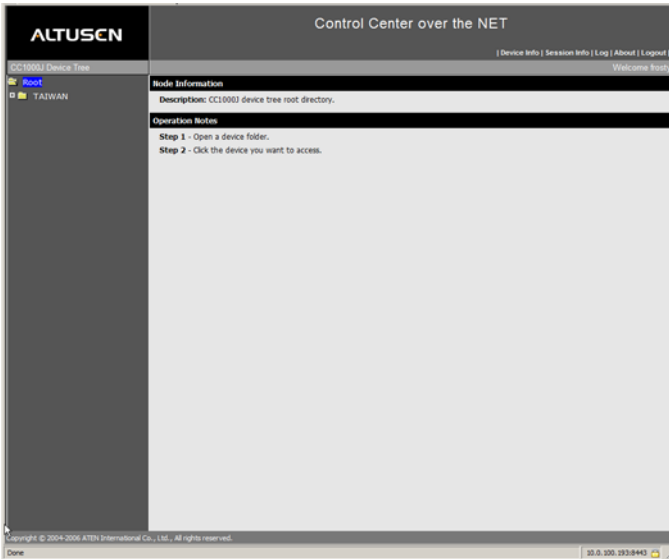 ALTUSEN
Control Center over the NET
| Device Info | Session Info | Log | About | Logout |
CC1000J Device Tree
Welcome frosty
Root
TAIWAN
Node Information
Description: CC1000J device tree root directory.
Operation Notes
Step 1 - Open a device folder.
Step 2 - Click the device you want to access.
Copyright © 2004-2006 ATEN International Co., Ltd., All rights reserved.
Done
10.0.100.193:8443